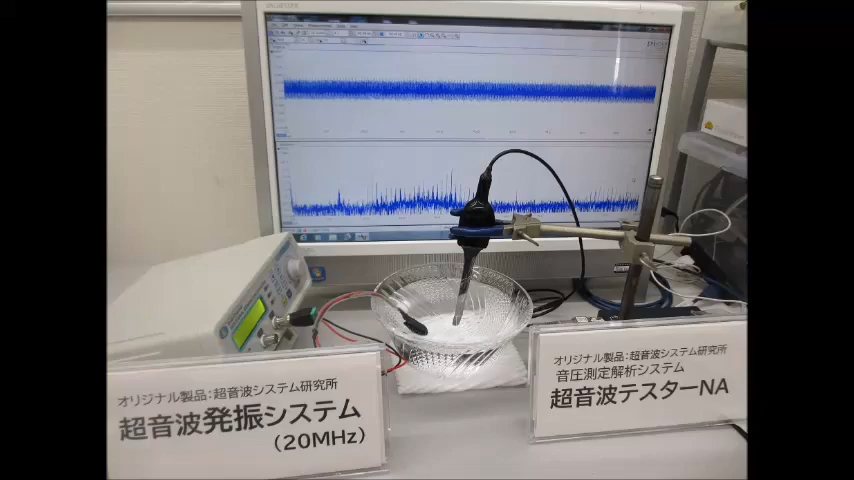 オリジナル製品:超音波システム研究所
超音波発振システム
(20MHz)
オリジナル製品:超音波システム研究所
音圧測定解析システム
超音波テスターNA